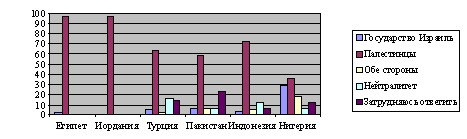 100
90
80
70
60
50
40
30
20
10
0
Египет Иордания Турция Пакистан Индонезия Нигерия
Государство Израиль
Палестинцы
Обе стороны
Нейтралитет
Затрудняюсь ответить